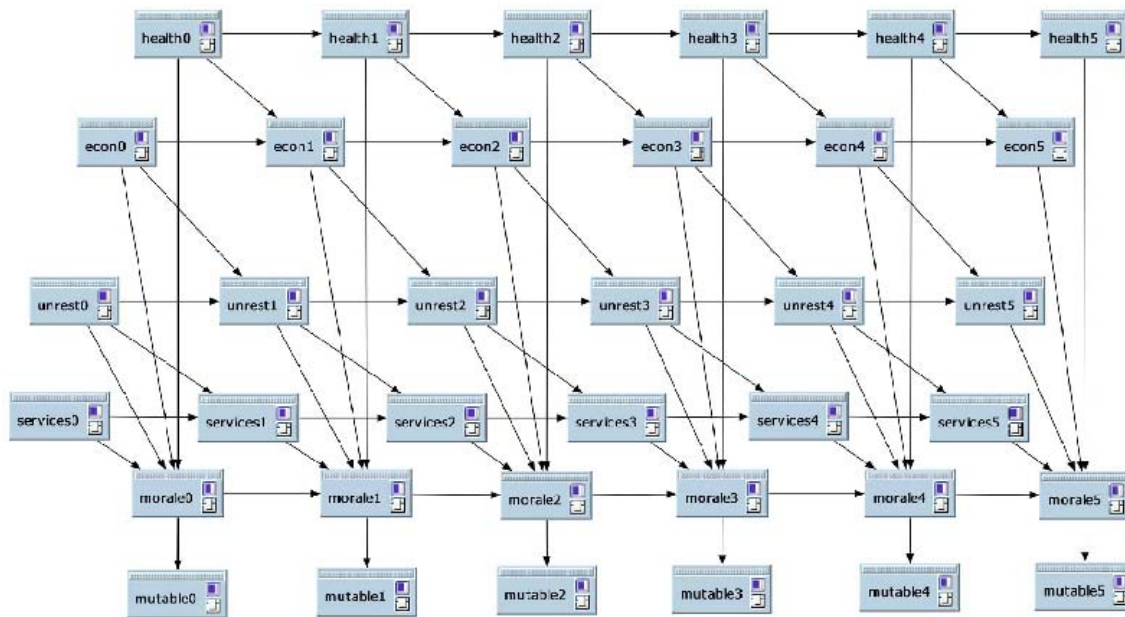 health0 health1 health2 health3 health4 health5
econ0 econ1 econ2 econ3 econ4 econ5
unrest0 unrest1 unrest2 unrest3 unrest4 unrest5
services0 services1 services2 services3 services4 services5
morale0 morale1 morale2 morale3 morale4 morale5
mutable0 mutable1 mutable2 mutable3 mutable4 mutable5